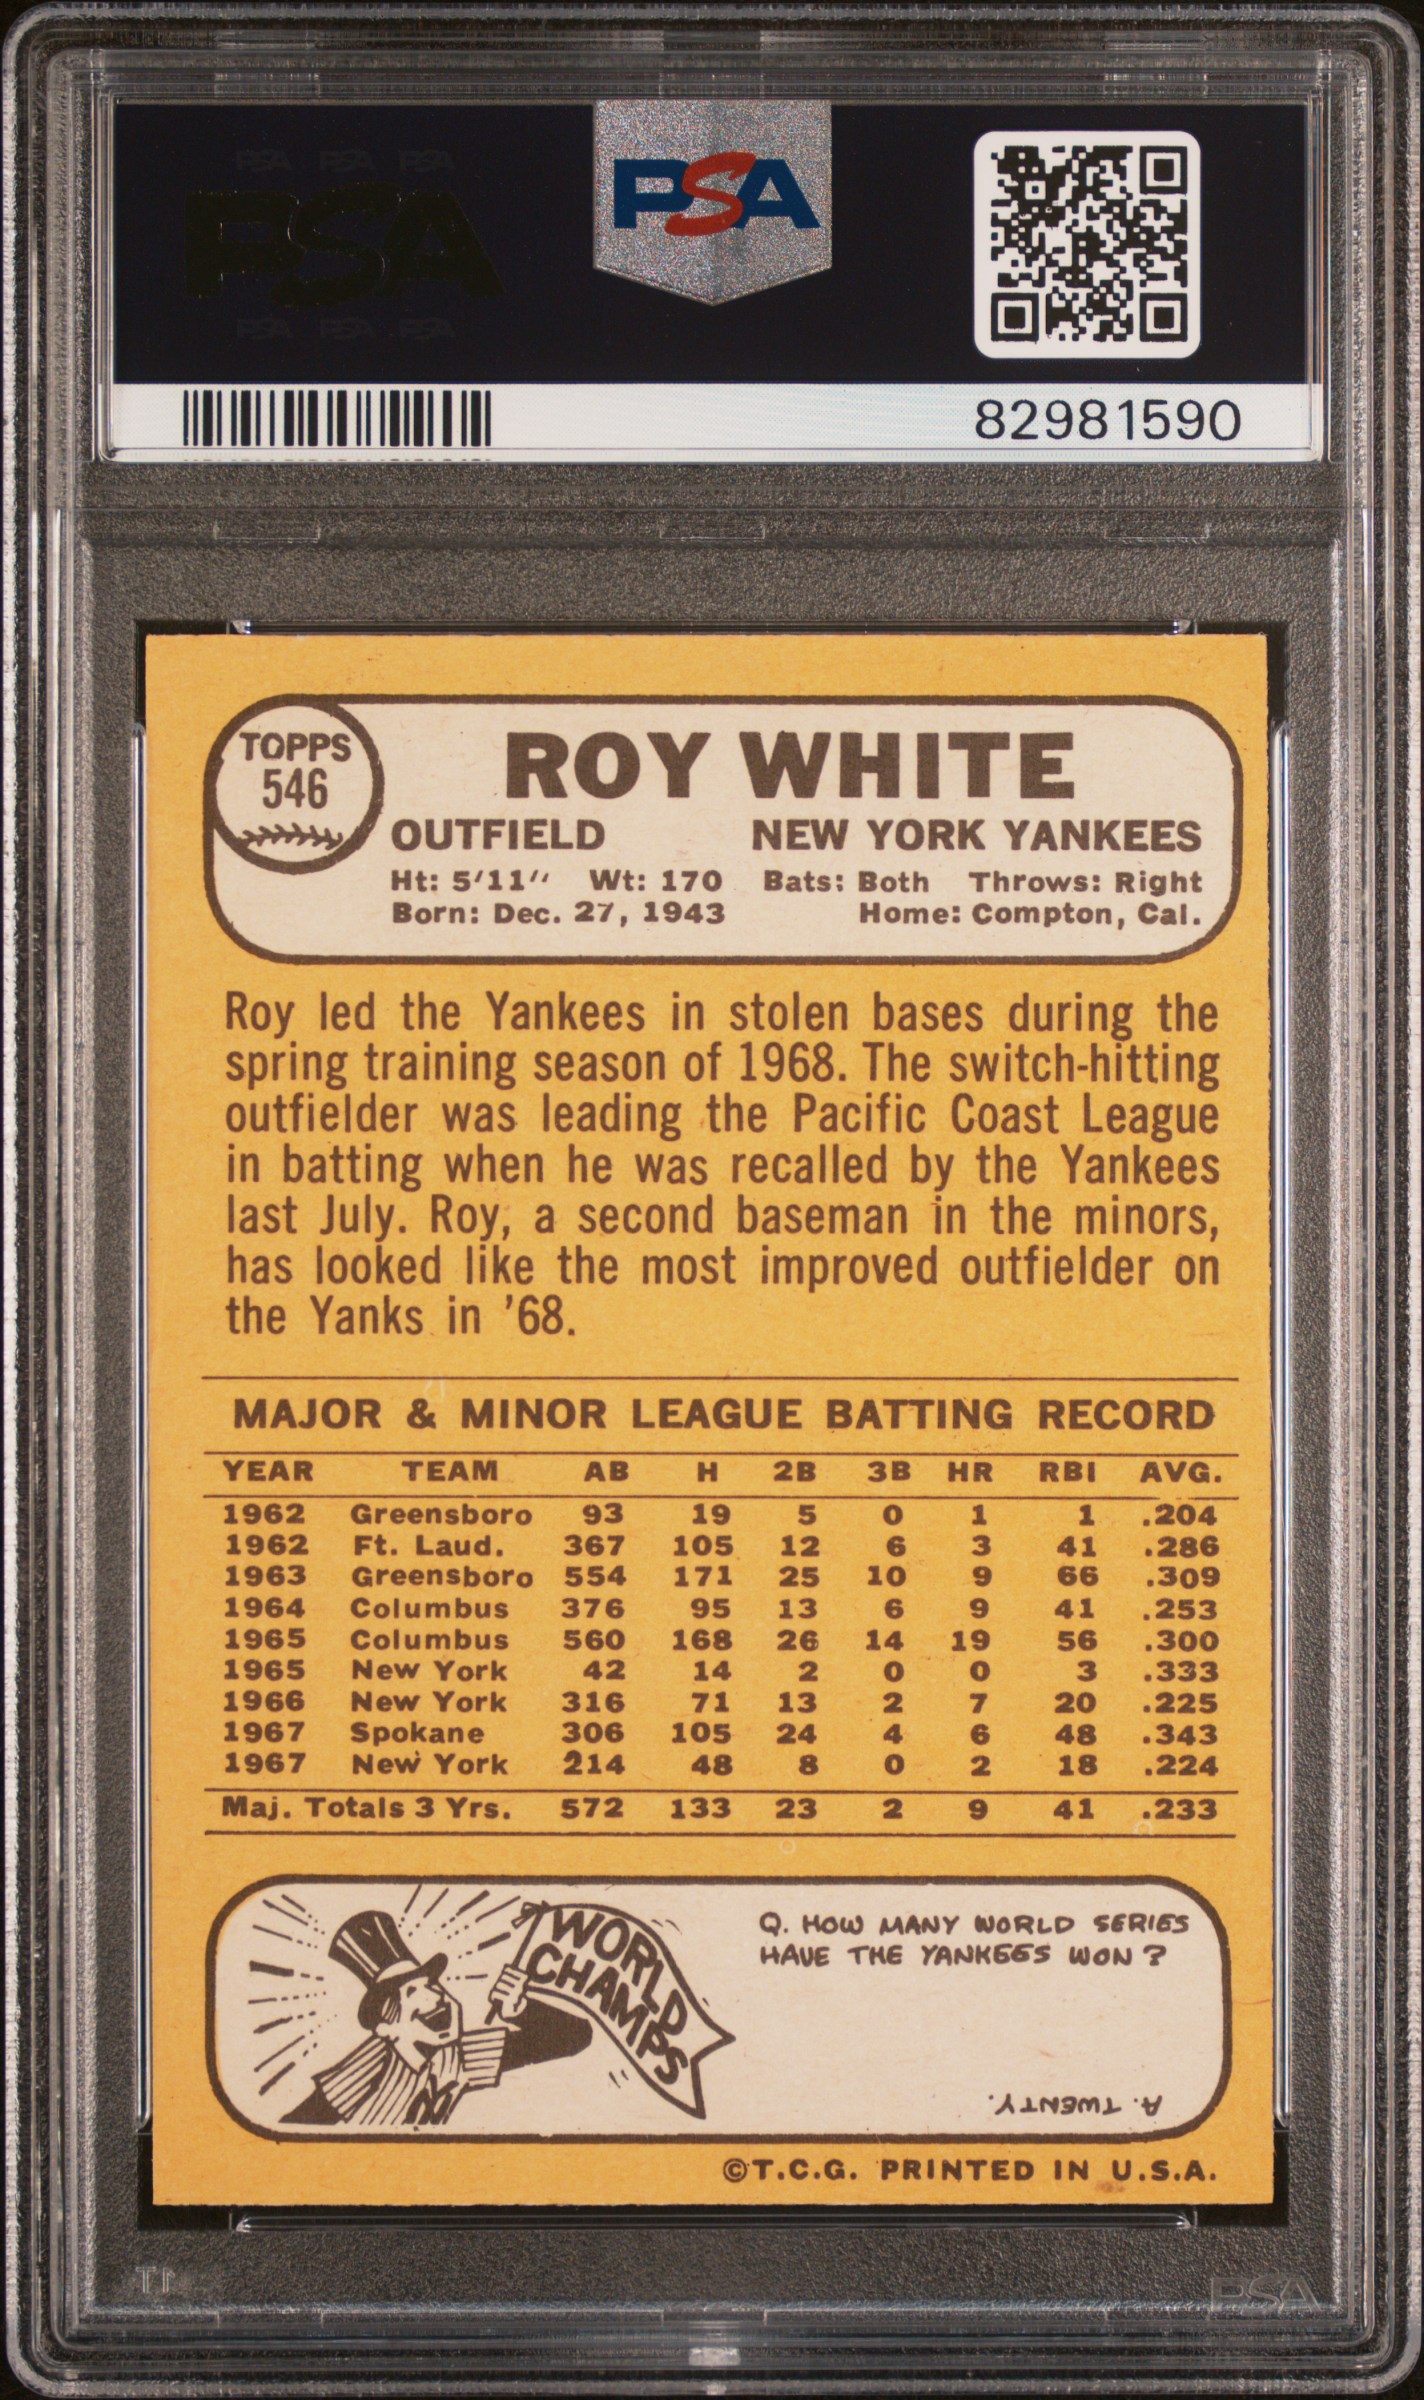 PSA PSA PSA
PSA
PSA PSA PSA
PSA
82981590
TOPPS
546
ROY WHITE
OUTFIELD NEW YORK YANKEES
Ht: 5'11" Wt: 170 Bats: Both Throws: Right
Born: Dec. 27, 1943 Home: Compton, Cal.
Roy led the Yankees in stolen bases during the
spring training season of 1968. The switch-hitting
outfielder was leading the Pacific Coast League
in batting when he was recalled by the Yankees
last July. Roy, a second baseman in the minors,
has looked like the most improved outfielder on
the Yanks in '68.
MAJOR & MINOR LEAGUE BATTING RECORD
YEAR TEAM AB H 2B 3B HR RBI AVG.
1962 Greensboro 93 19 5 0 1 1 .204
1962 Ft. Laud. 367 105 12 6 3 41 .286
1963 Greensboro 554 171 25 10 9 66 .309
1964 Columbus 376 95 13 6 9 41 .253
1965 Columbus 560 168 26 14 19 56 .300
1965 New York 42 14 2 0 0 3 .333
1966 New York 316 71 13 2 7 20 .225
1967 Spokane 306 105 24 4 6 48 .343
1967 New York 214 48 8 0 2 18 .224
Maj. Totals 3 Yrs. 572 133 23 2 9 41 .233
WORLD
CHAMPS
Q. HOW MANY WORLD SERIES
HAVE THE YANKEES WON?
A. TWENTY.
©T.C.G. PRINTED IN U.S.A.
PSA